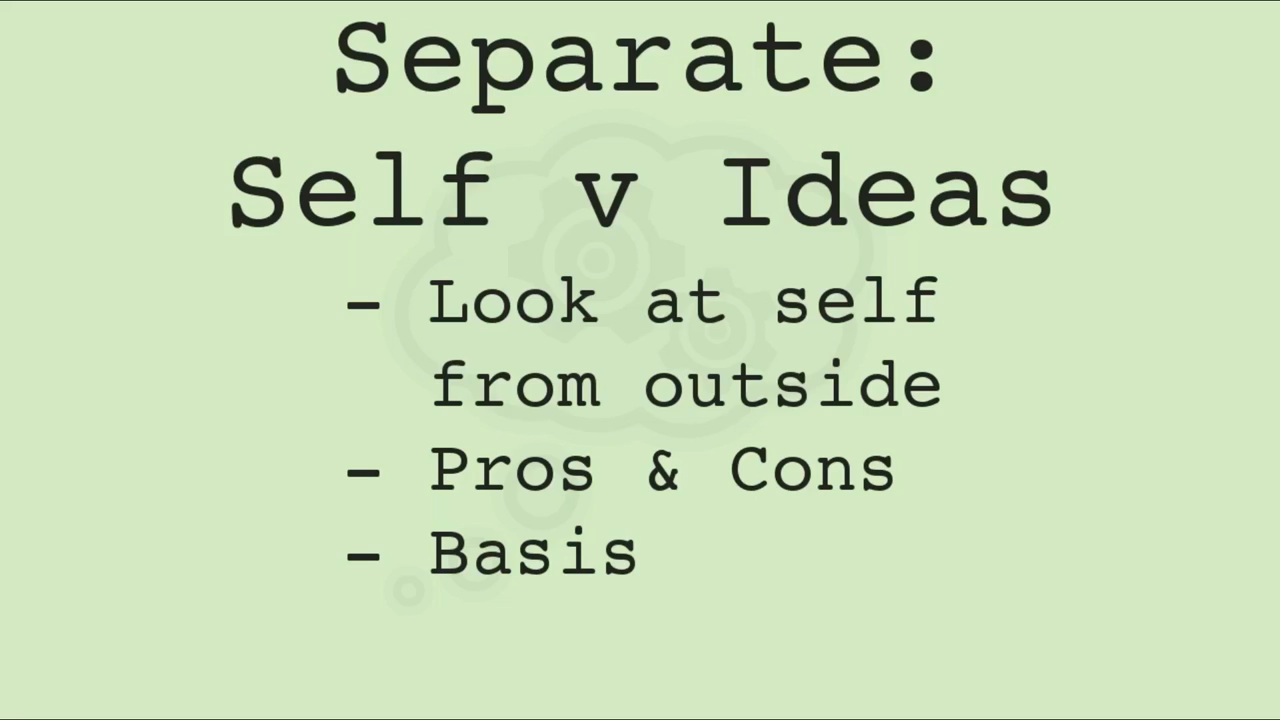 Separate:
Self v Ideas
- Look at self
from outside
- Pros & Cons
- Basis